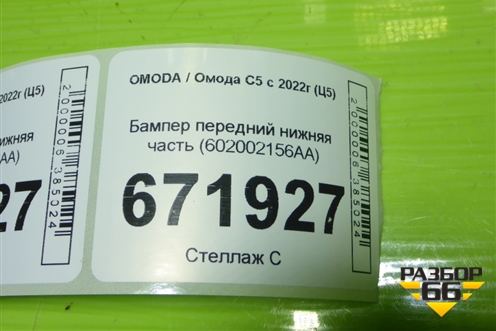 OMODA / Омода С5 с 2022г (Ц5)
Бампер передний нижняя
часть (602002156AA)
671927
Стеллаж С
2000006385024
с 2022г (Ц5)
нижняя
AA)
27
2000006385024
РАЗБОР
66